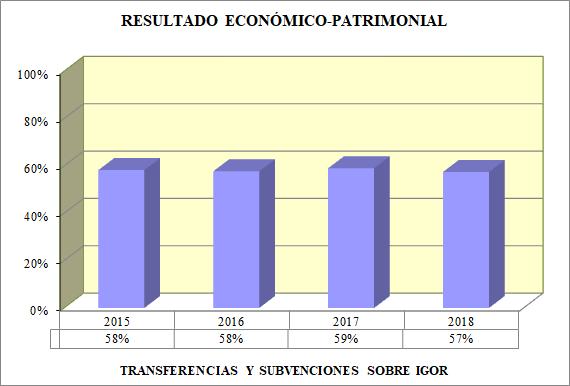 RESULTADO ECONÓMICO-PATRIMONIAL
100%
80%
60%
40%
20%
0%
2015 2016 2017 2018
58% 58% 59% 57%
TRANSFERENCIAS Y SUBVENCIONES SOBRE IGOR